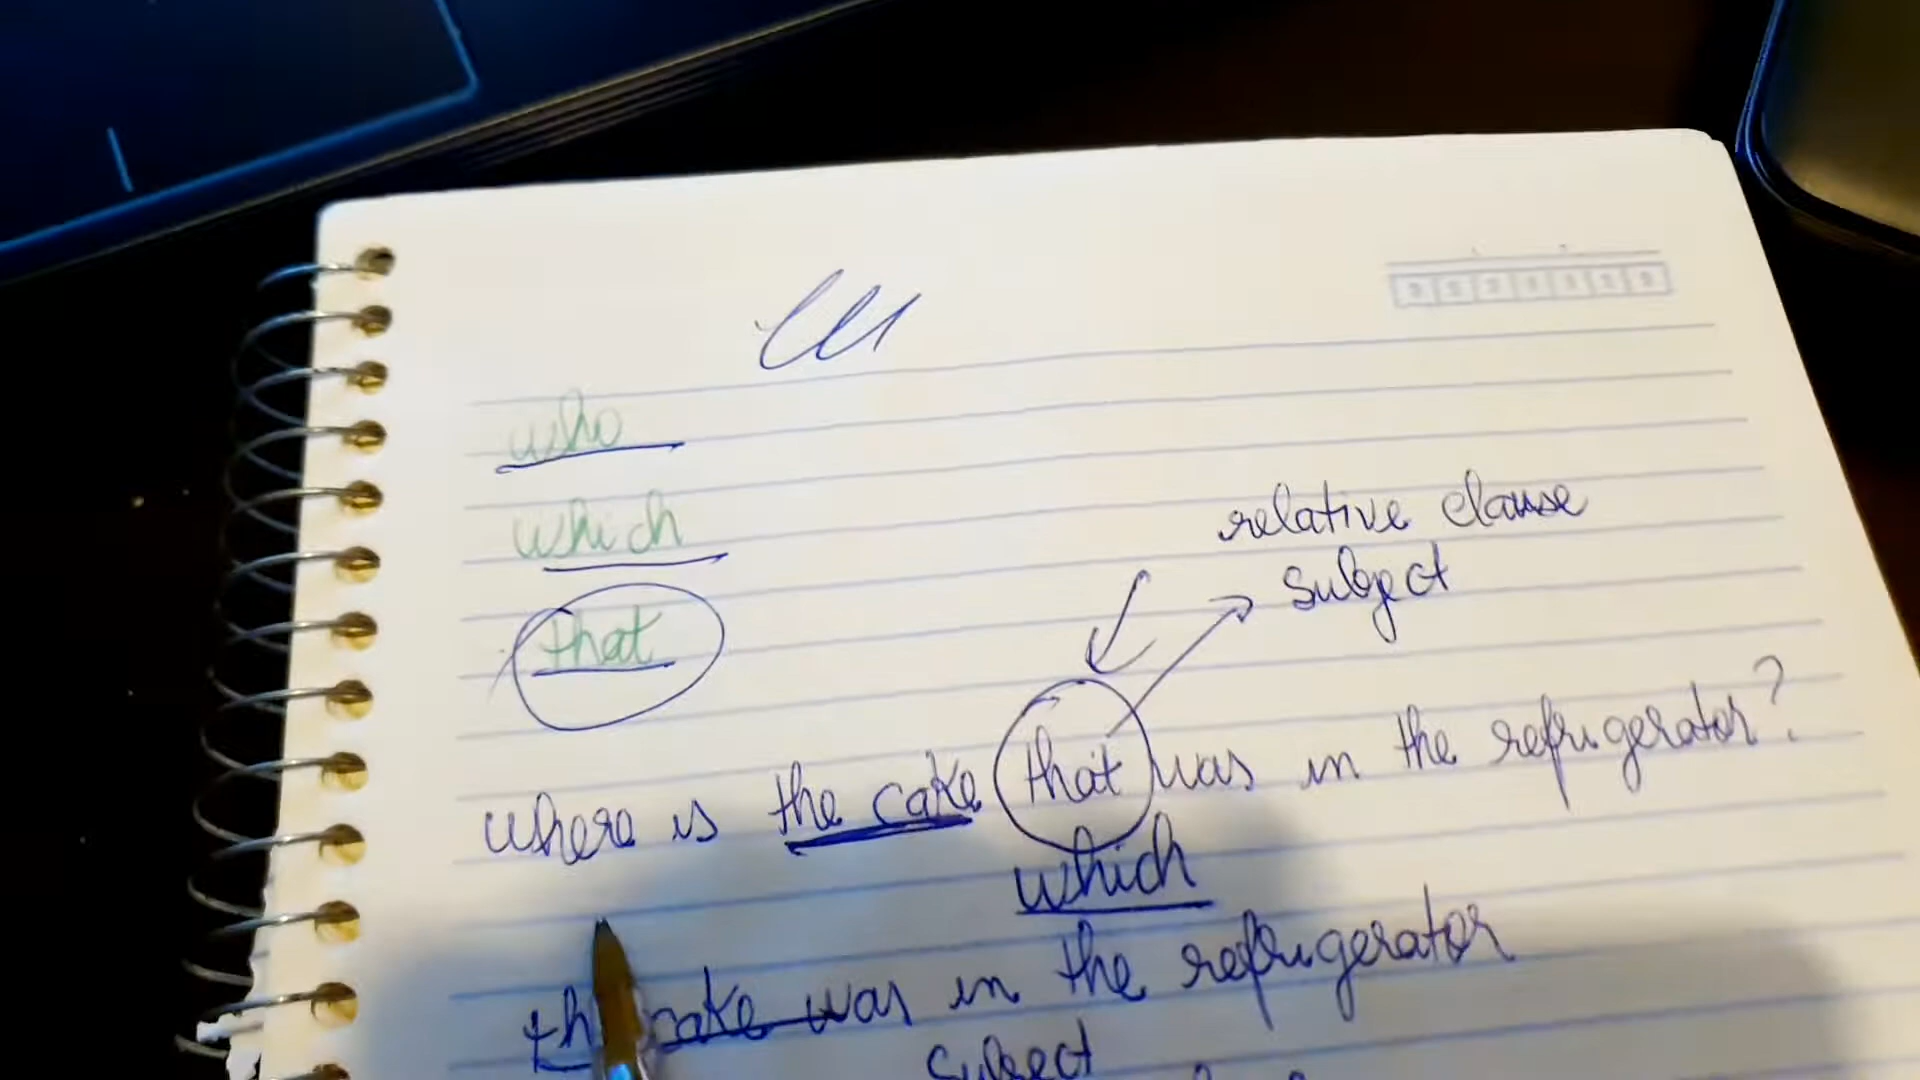 who
which
that
relative clause
subject
where is the cake that was in the refrigerator?
which
cake was in the refrigerator
subject